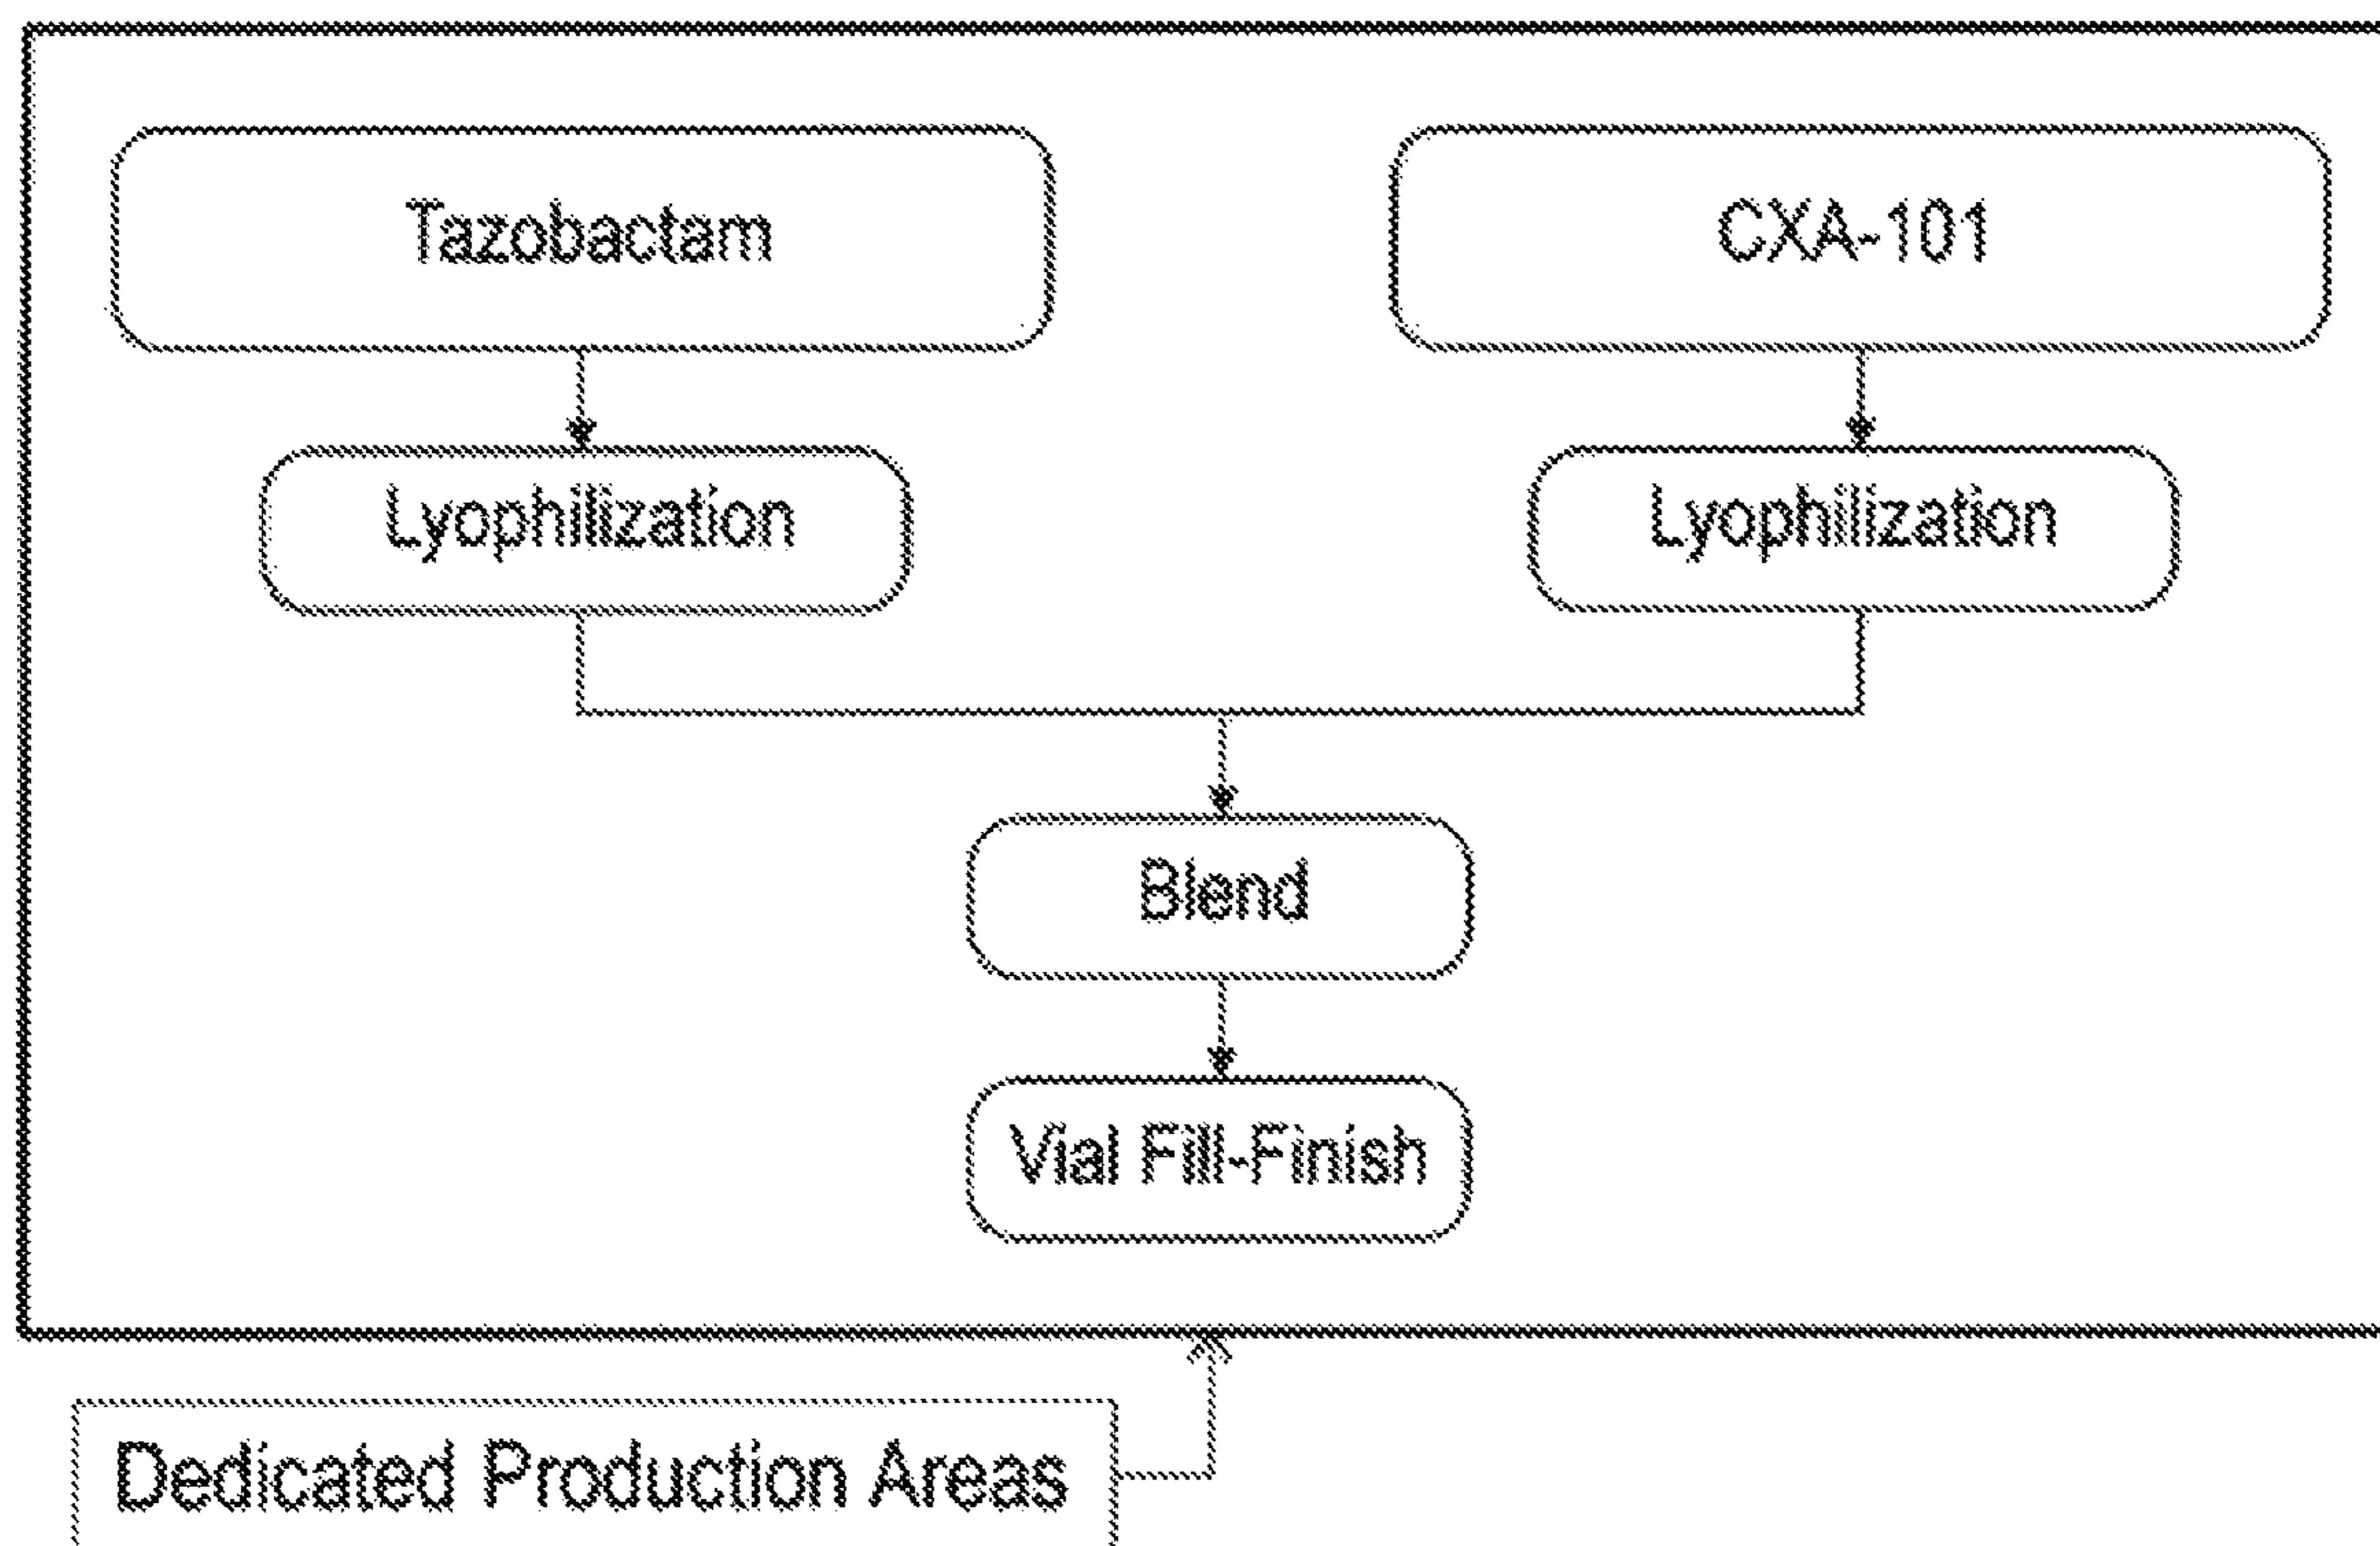 Tazobactam
CXA-101
Lyophilization
Lyophilization
Blend
Vial Fill-Finish
Dedicated Production Areas